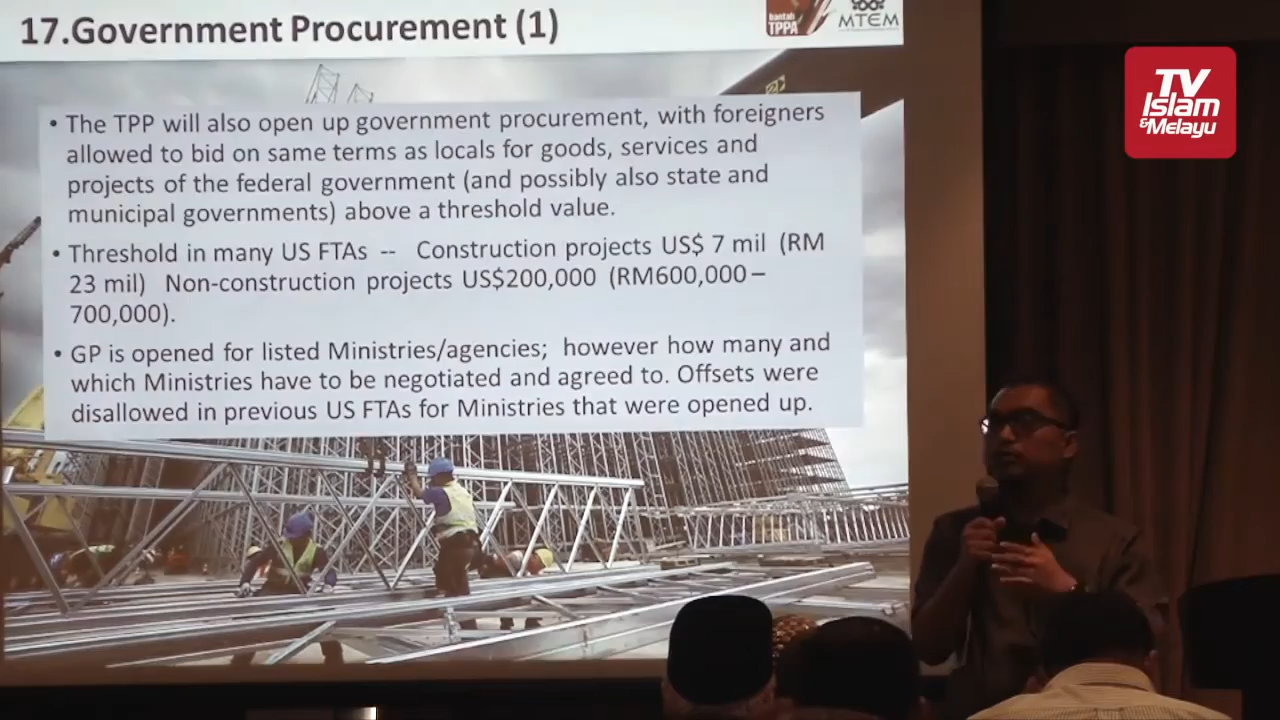 17.Government Procurement (1)
bantah
TPPA
MTEM
TV
Islam
&Melayu
• The TPP will also open up government procurement, with foreigners
allowed to bid on same terms as locals for goods, services and
projects of the federal government (and possibly also state and
municipal governments) above a threshold value.
• Threshold in many US FTAs -- Construction projects US$ 7 mil (RM
23 mil) Non-construction projects US$200,000 (RM600,000 –
700,000).
• GP is opened for listed Ministries/agencies; however how many and
which Ministries have to be negotiated and agreed to. Offsets were
disallowed in previous US FTAs for Ministries that were opened up.